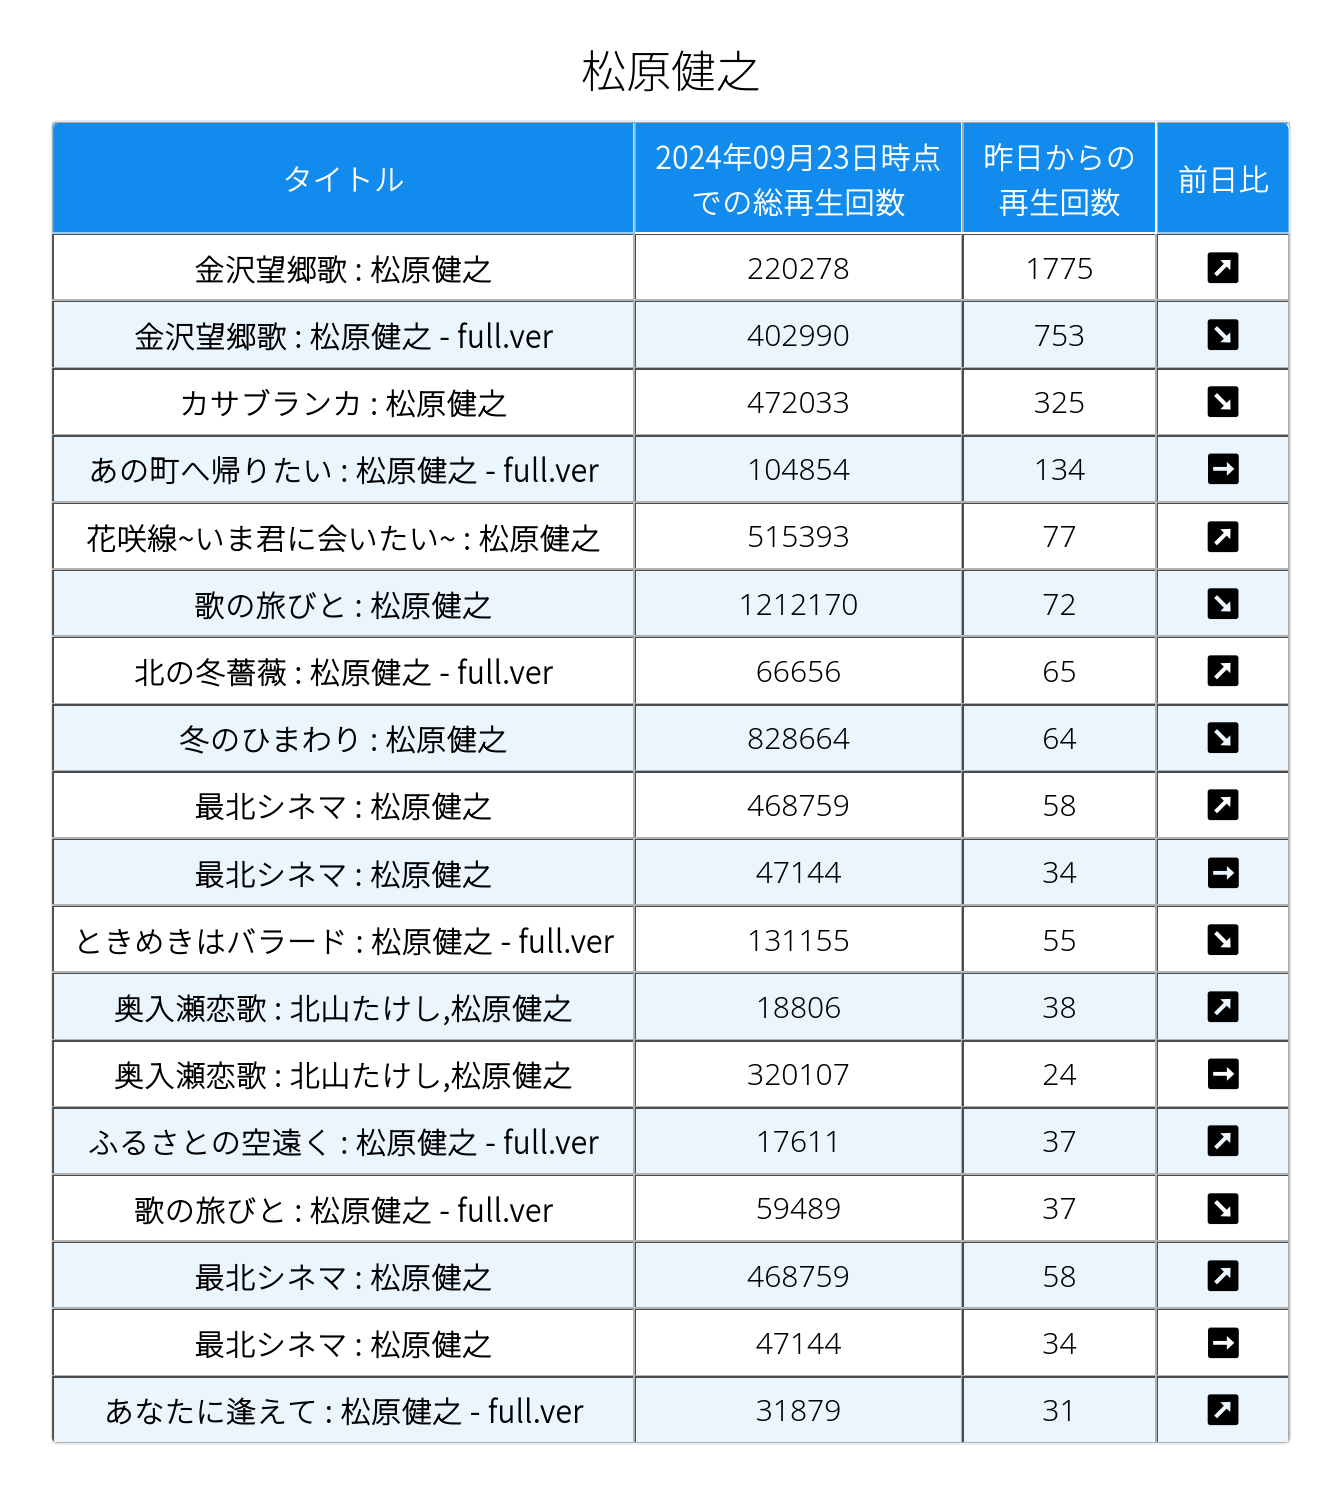 松原健之
タイトル 2024年09月23日時点 昨日からの 前日比
での総再生回数 再生回数
金沢望郷歌 : 松原健之 220278 1775
金沢望郷歌 : 松原健之 - full.ver 402990 753
カサブランカ : 松原健之 472033 325
あの町へ帰りたい : 松原健之 - full.ver 104854 134
花咲線~いま君に会いたい~ : 松原健之 515393 77
歌の旅びと : 松原健之 1212170 72
北の冬薔薇 : 松原健之 - full.ver 66656 65
冬のひまわり : 松原健之 828664 64
最北シネマ : 松原健之 468759 58
最北シネマ : 松原健之 47144 34
ときめきはバラード : 松原健之 - full.ver 131155 55
奥入瀬恋歌 : 北山たけし,松原健之 18806 38
奥入瀬恋歌 : 北山たけし,松原健之 320107 24
ふるさとの空遠く : 松原健之 - full.ver 17611 37
歌の旅びと : 松原健之 - full.ver 59489 37
最北シネマ : 松原健之 468759 58
最北シネマ : 松原健之 47144 34
あなたに逢えて : 松原健之 - full.ver 31879 31